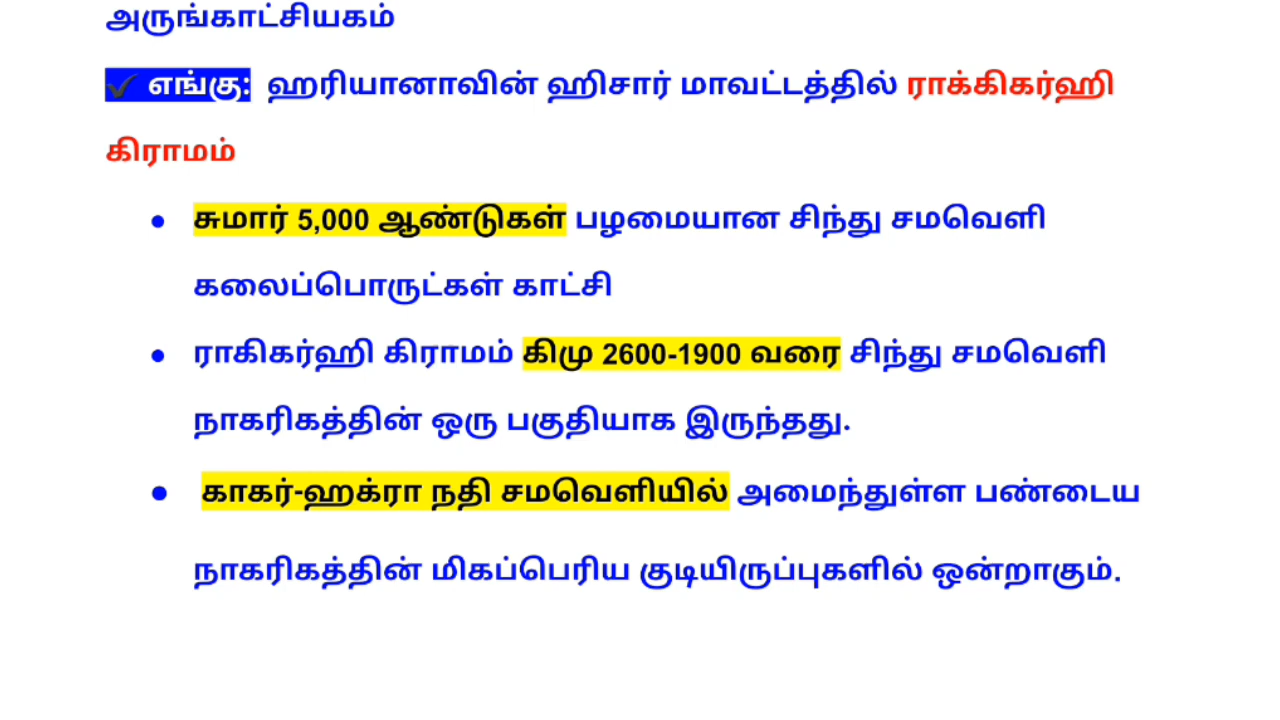 அருங்காட்சியகம்
✔ எங்கு: ஹரியானாவின் ஹிசார் மாவட்டத்தில் ராக்கிகர்ஹி
கிராமம்
● சுமார் 5,000 ஆண்டுகள் பழமையான சிந்து சமவெளி
கலைப்பொருட்கள் காட்சி
● ராகிகர்ஹி கிராமம் கிமு 2600-1900 வரை சிந்து சமவெளி
நாகரிகத்தின் ஒரு பகுதியாக இருந்தது.
● காகர்-ஹக்ரா நதி சமவெளியில் அமைந்துள்ள பண்டைய
நாகரிகத்தின் மிகப்பெரிய குடியிருப்புகளில் ஒன்றாகும்.